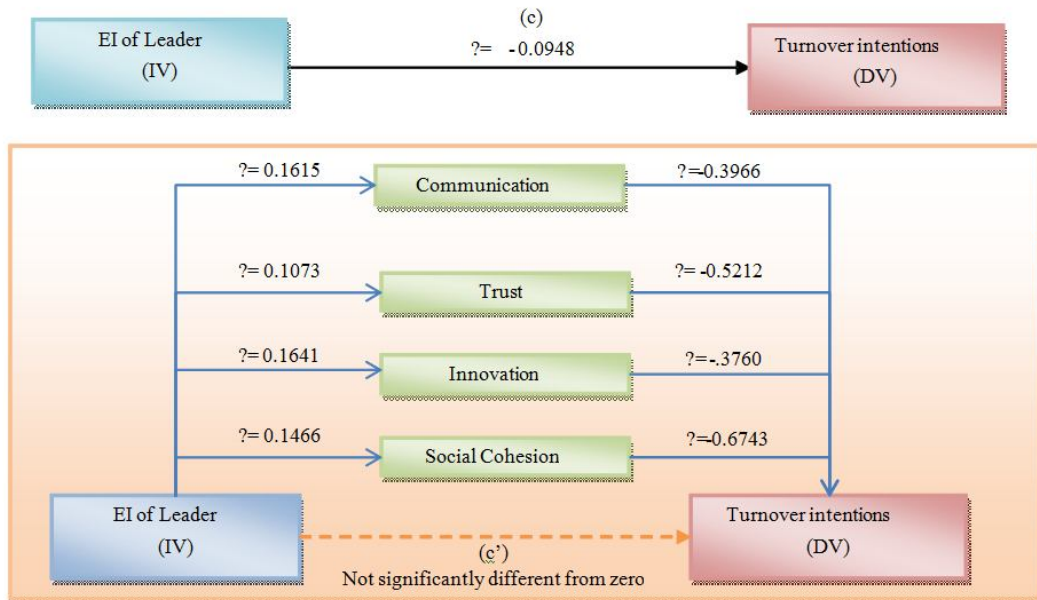 (c)
EI of Leader
(IV)
?= -0.0948
Turnover intentions
(DV)
?= 0.1615
Communication
?=-0.3966
?= 0.1073
Trust
?= -0.5212
?= 0.1641
Innovation
?=-.3760
?= 0.1466
Social Cohesion
?=-0.6743
EI of Leader
(IV)
Turnover intentions
(DV)
(c’)
Not significantly different from zero